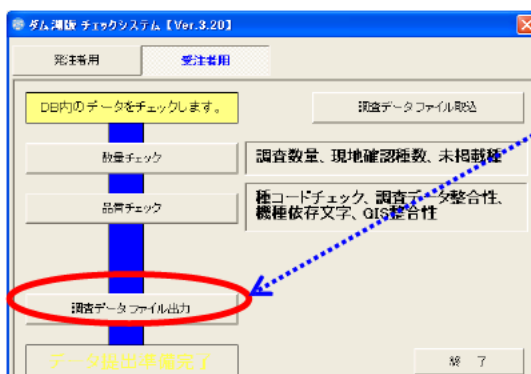 ダム湖版 チェックシステム【Ver.3.20】
発注者用
受注者用
DB内のデータをチェックします。
調査データファイル取込
数量チェック
調査数量、現地確認種数、未掲載種
品質チェック
種コードチェック、調査データ整合性、
機種依存文字、GIS整合性
調査データファイル出力
データ提出準備完了
終 了